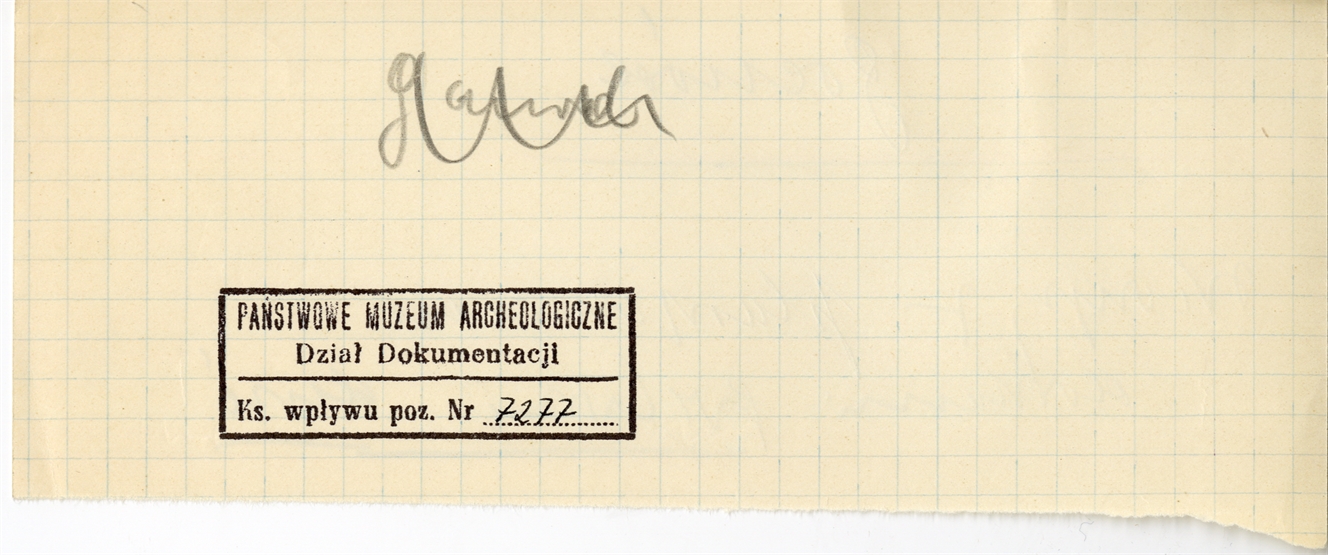 PAŃSTWOWE MUZEUM ARCHEOLOGICZNE
Dział Dokumentacji
Ks. wpływu poz. Nr 7277